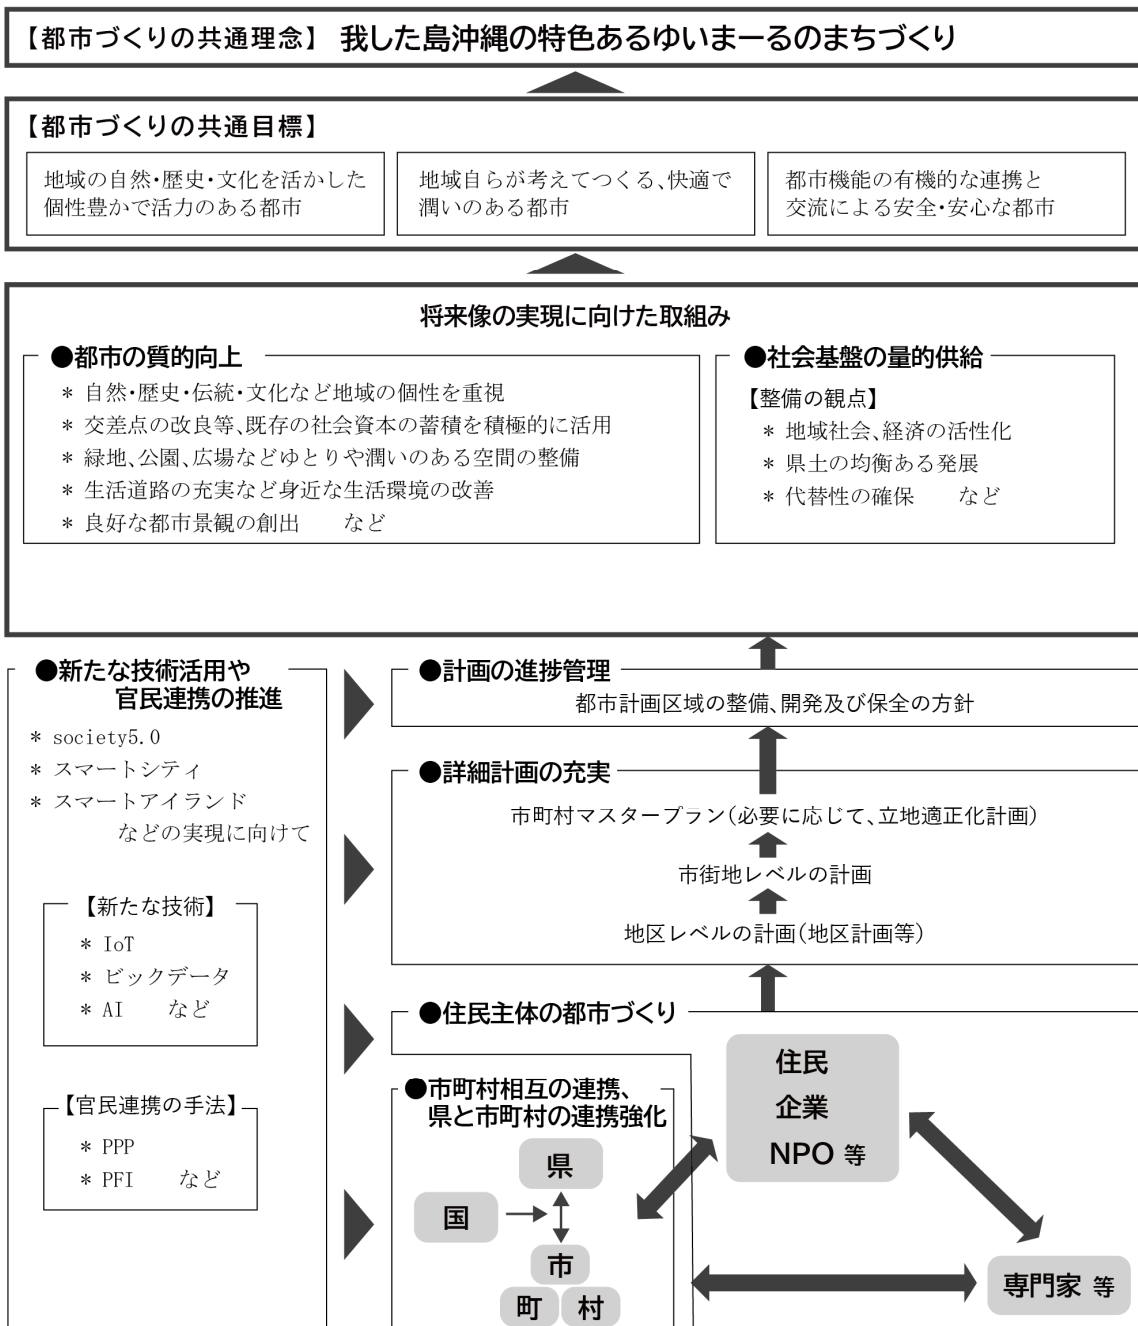 【都市づくりの共通理念】 我した島沖縄の特色あるゆいまーるのまちづくり
【都市づくりの共通目標】
地域の自然・歴史・文化を活かした
個性豊かで活力のある都市
地域自らが考えてつくる、快適で
潤いのある都市
都市機能の有機的な連携と
交流による安全・安心な都市
将来像の実現に向けた取組み
●都市の質的向上
* 自然・歴史・伝統・文化など地域の個性を重視
* 交差点の改良等、既存の社会資本の蓄積を積極的に活用
* 緑地、公園、広場などゆとりや潤いのある空間の整備
* 生活道路の充実など身近な生活環境の改善
* 良好な都市景観の創出 など
●社会基盤の量的供給
【整備の観点】
* 地域社会、経済の活性化
* 県土の均衡ある発展
* 代替性の確保 など
●新たな技術活用や
官民連携の推進
* society5.0
* スマートシティ
* スマートアイランド
などの実現に向けて
【新たな技術】
* IoT
* ビックデータ
* AI など
【官民連携の手法】
* PPP
* PFI など
●計画の進捗管理
都市計画区域の整備、開発及び保全の方針
●詳細計画の充実
市町村マスタープラン(必要に応じて、立地適正化計画)
市街地レベルの計画
地区レベルの計画(地区計画等)
●住民主体の都市づくり
住民
企業
NPO 等
●市町村相互の連携、
県と市町村の連携強化
県
国
市
町 村
専門家 等